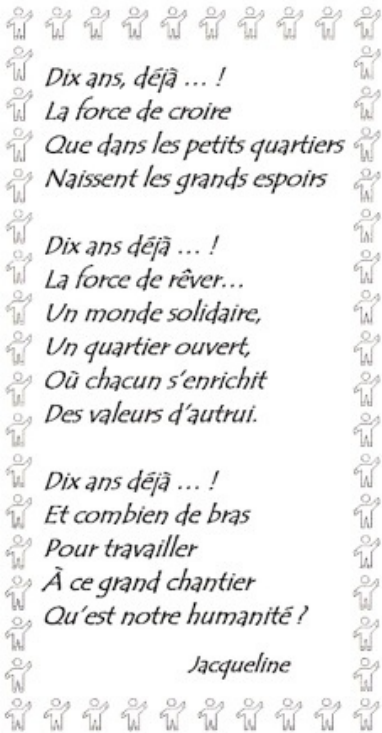 Dix ans, déjà ... !
La force de croire
Que dans les petits quartiers
Naissent les grands espoirs
Dix ans déjà ... !
La force de rêver...
Un monde solidaire,
Un quartier ouvert,
Où chacun s'enrichit
Des valeurs d'autrui.
Dix ans déjà ... !
Et combien de bras
Pour travailler
À ce grand chantier
Qu'est notre humanité ?
Jacqueline